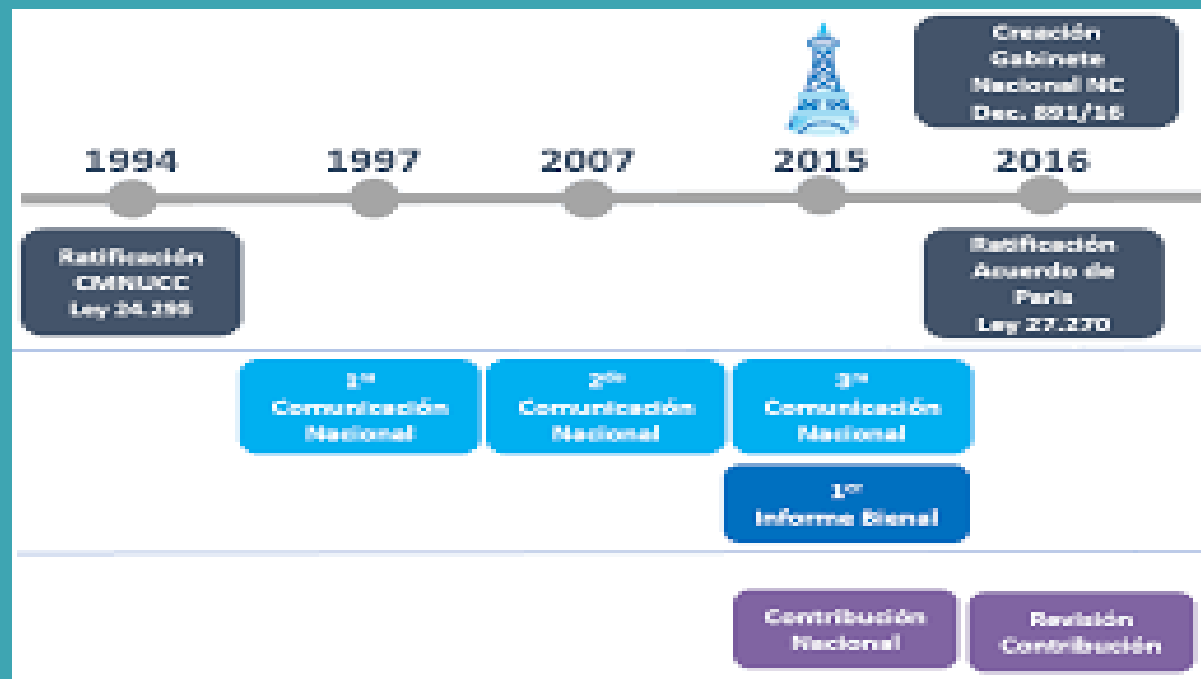 Creación
Gabinete
Nacional NC
Dec. 891/16
1994
1997
2007
2015
2016
Ratificación
CMNUCC
Ley 24.295
Ratificación
Acuerdo de
Paris
Ley 27.270
1ra
Comunicación
Nacional
2da
Comunicación
Nacional
3ra
Comunicación
Nacional
1er
Informe Bienal
Contribución
Nacional
Revisión
Contribución